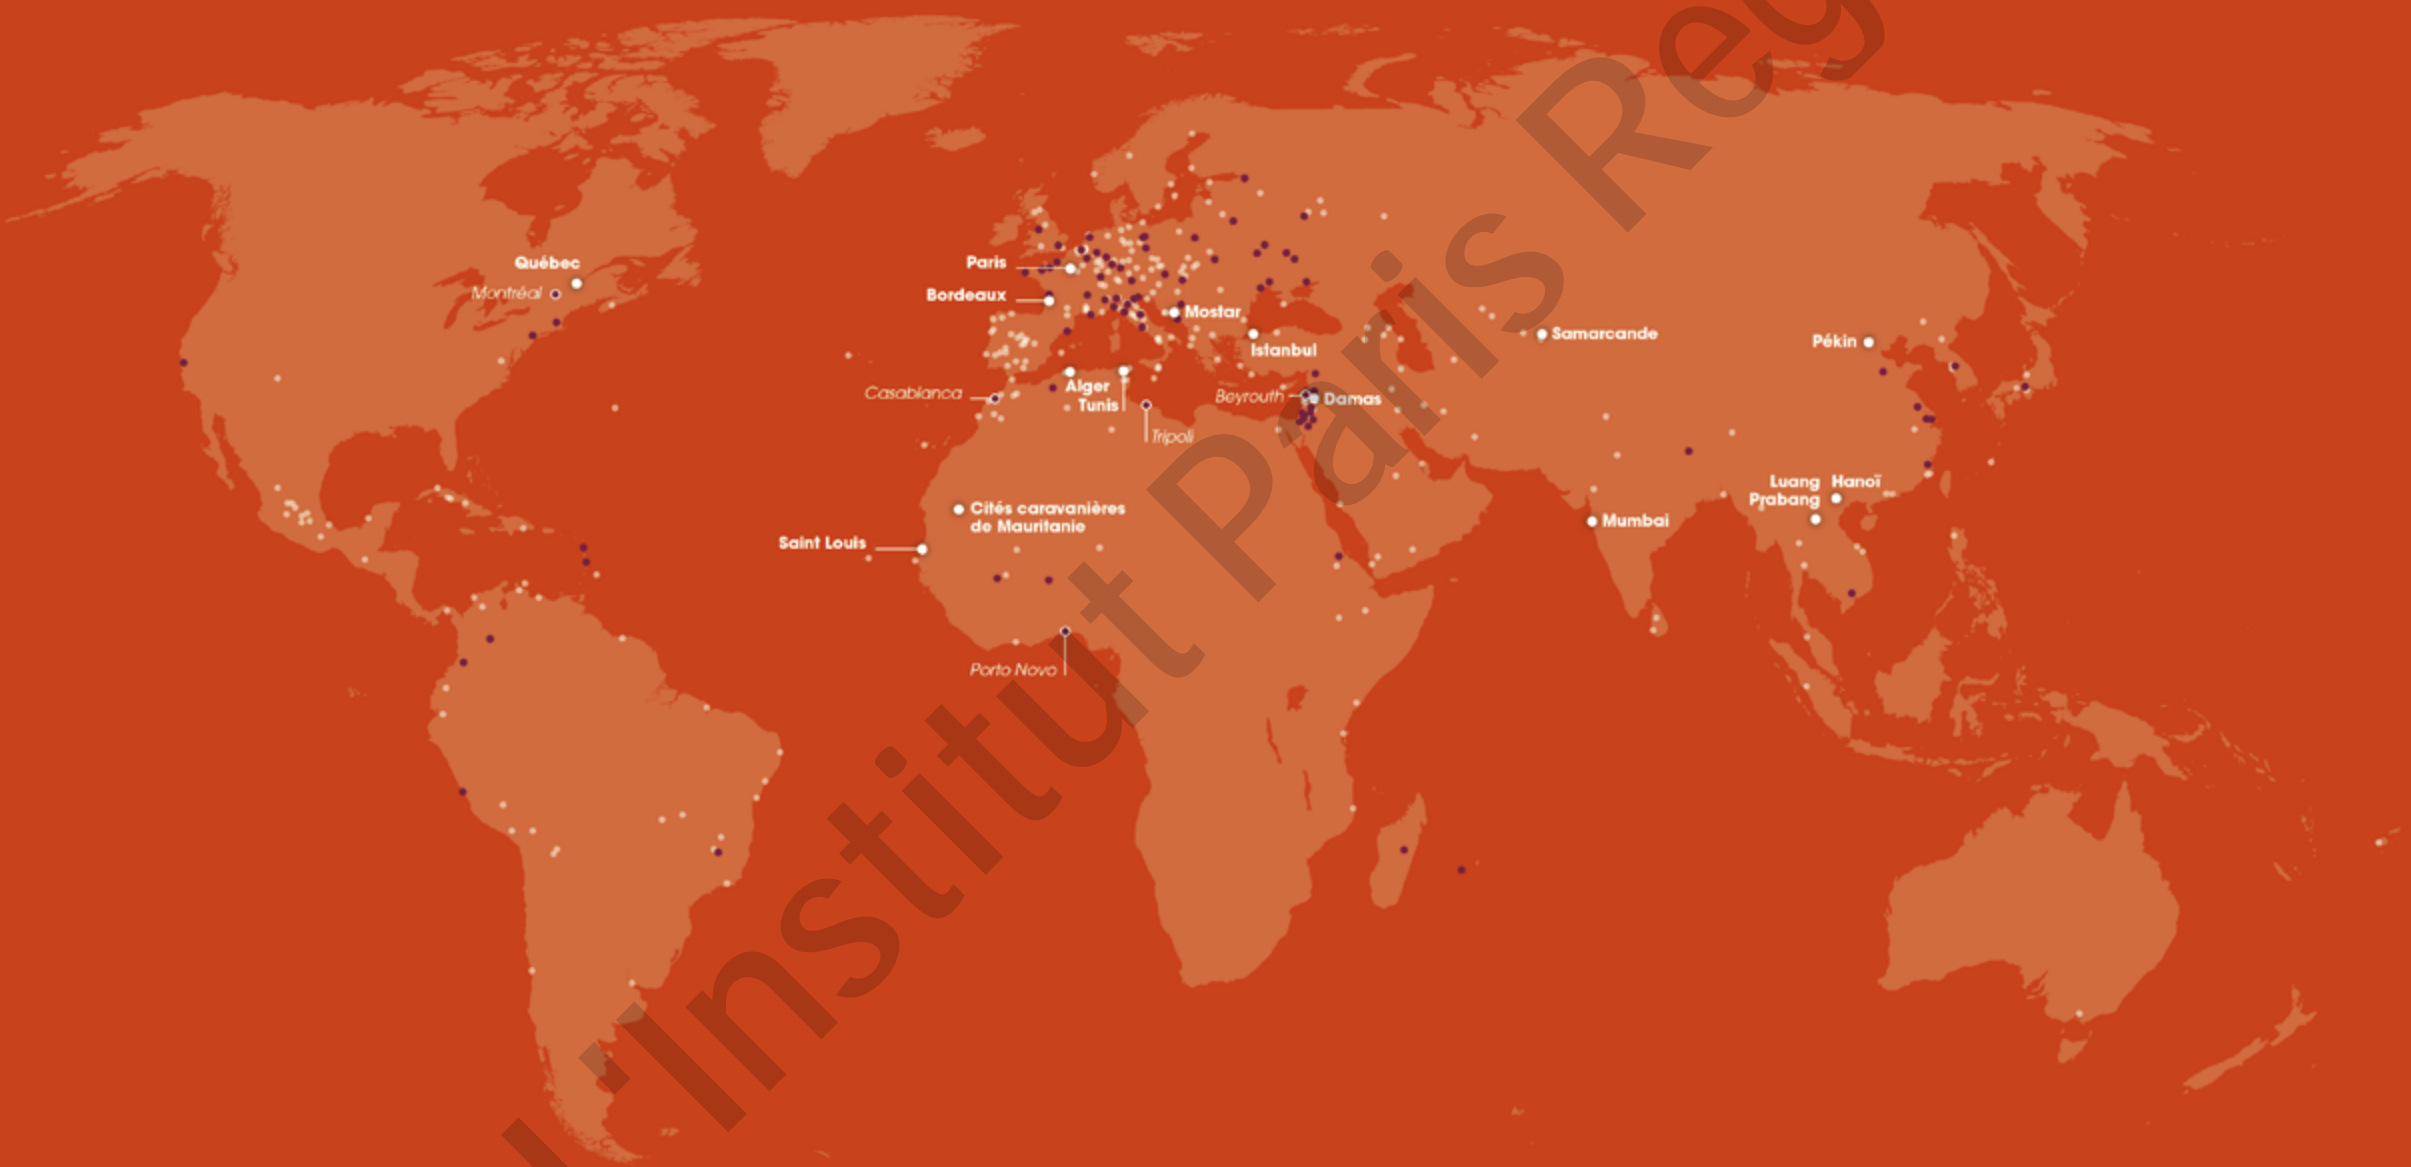 Québec
Montréal
Paris
Bordeaux
Mostar
Istanbul
Samarcande
Pékin
Casablanca
Alger
Tunis
Tripoli
Beyrouth
Damas
Cités caravanières
de Mauritanie
Saint Louis
Porto Novo
Mumbai
Luang
Prabang
Hanoï
L'Institut Paris Reg